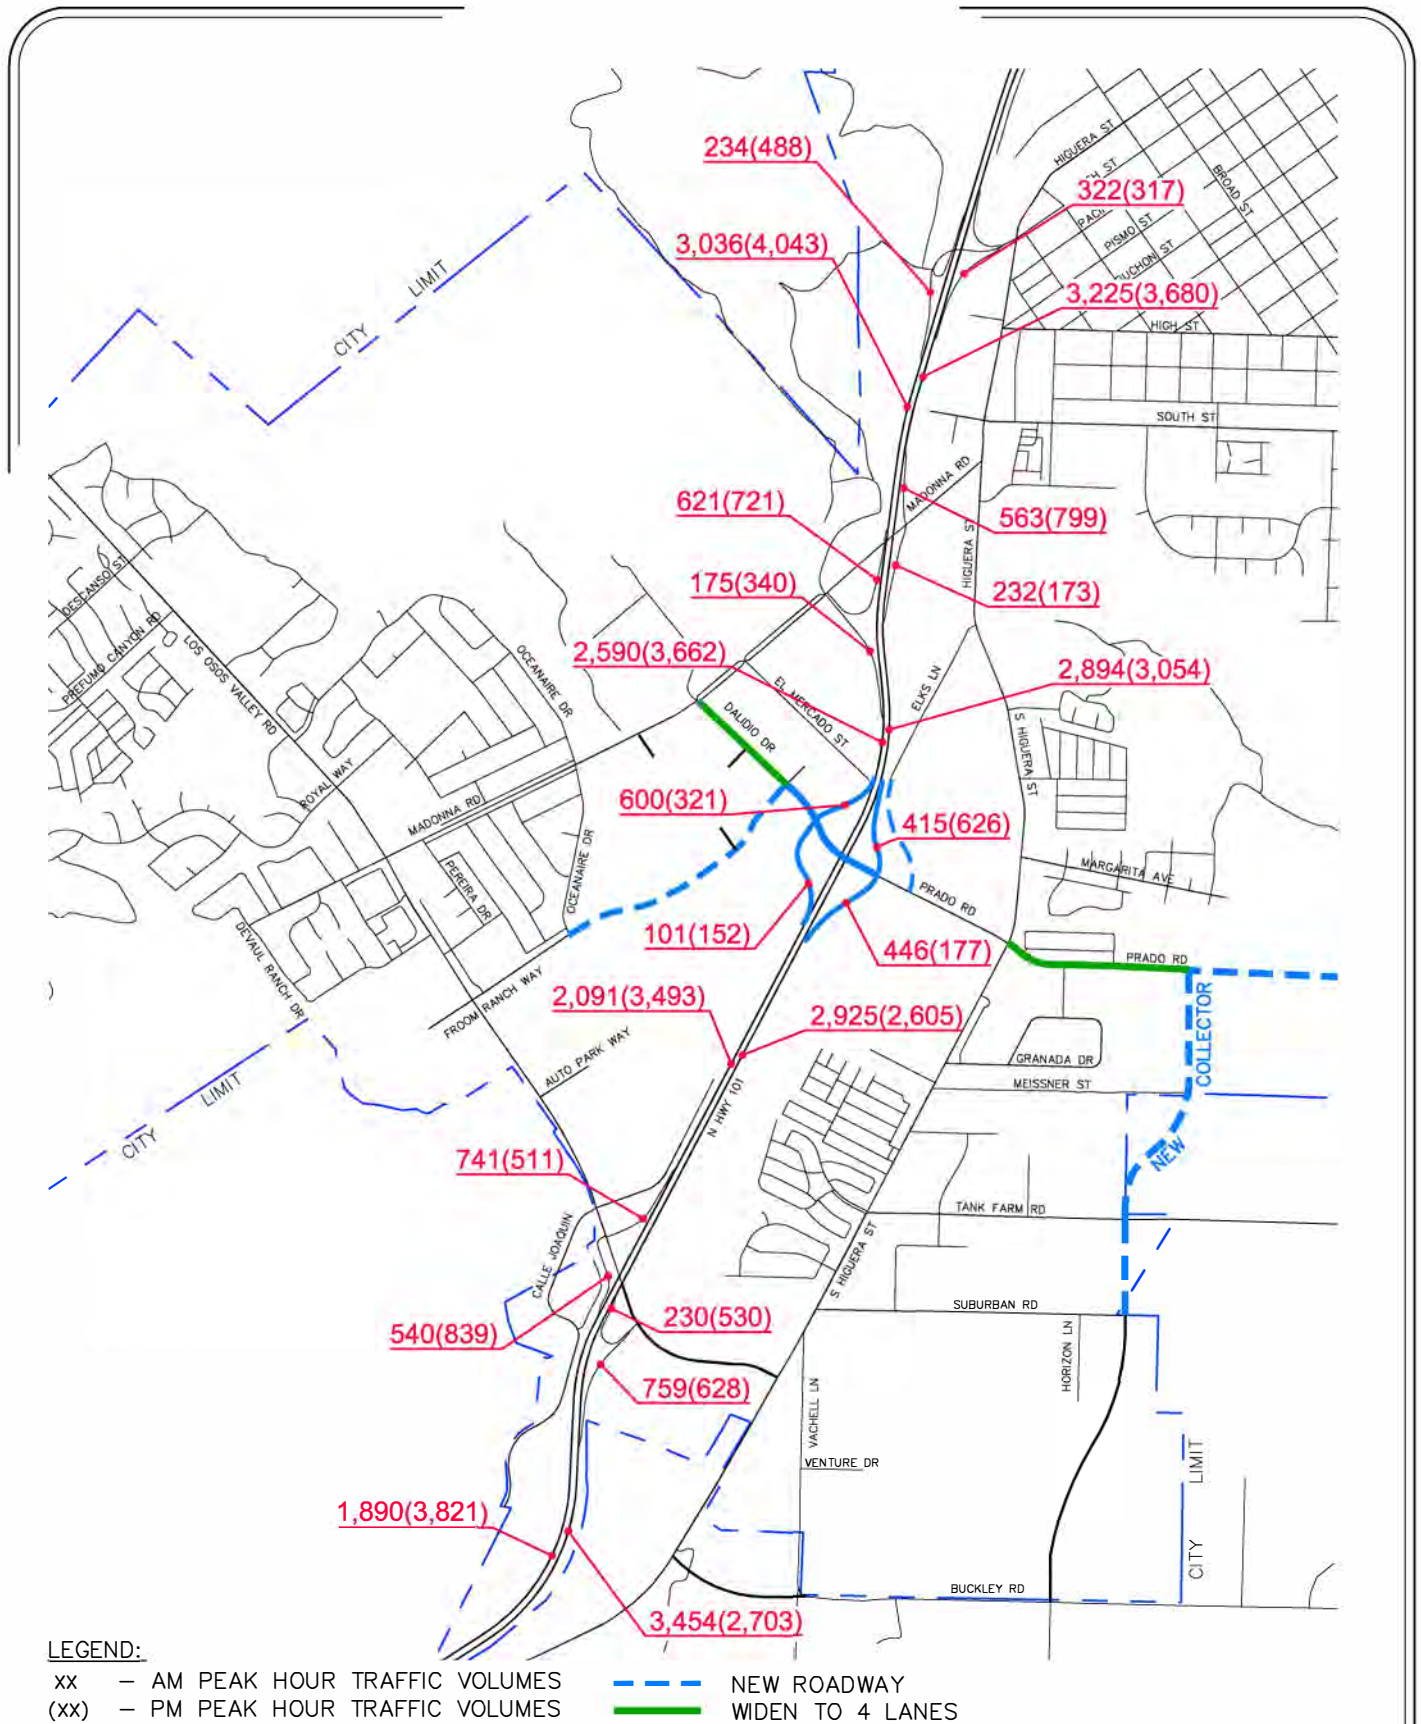 234(488)
HIGUERA ST
BROAD ST
322(317)
PISMO ST
3,036(4,043)
3,225(3,680)
HIGH ST
CITY LIMIT
SOUTH ST
MADONNA RD
621(721)
563(799)
HIGUERA ST
175(340)
232(173)
DESCANSO ST
PREFUMO CANYON RD
LOS OSOS VALLEY RD
OCEANAIRE DR
2,590(3,662)
2,894(3,054)
EL MERCADO ST
ELKS LN
DALIDIO DR
S HIGUERA ST
ROYAL WAY
MADONNA RD
600(321)
415(626)
OCEANAIRE DR
PEREIRA DR
MARGARITA AVE
PRADO RD
DEVAUL RANCH DR
101(152)
446(177)
PRADO RD
FROOM RANCH WAY
2,091(3,493)
2,925(2,605)
COLLECTOR
NEW
AUTO PARK WAY
GRANADA DR
MEISSNER ST
CITY LIMIT
N HWY 101
741(511)
TANK FARM RD
CALLE JOAQUIN
S HIGUERA ST
540(839)
230(530)
SUBURBAN RD
HORIZON LN
759(628)
VACHELL LN
VENTURE DR
CITY LIMIT
1,890(3,821)
BUCKLEY RD
3,454(2,703)
LEGEND:
xx – AM PEAK HOUR TRAFFIC VOLUMES
(xx) – PM PEAK HOUR TRAFFIC VOLUMES
NEW ROADWAY
WIDEN TO 4 LANES